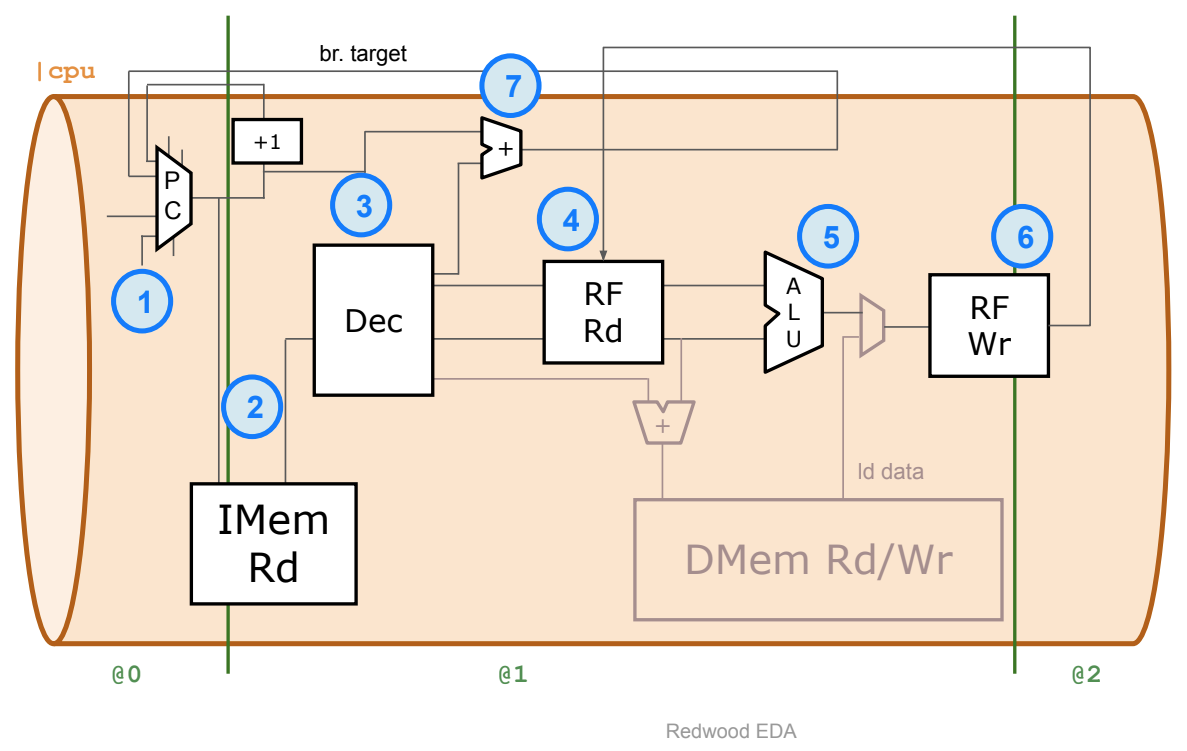 br. target
|cpu
7
+1
+
P
C
3
4
5
6
1
Dec
RF
Rd
A
L
U
RF
Wr
2
+
ld data
IMem
Rd
DMem Rd/Wr
@0
@1
@2
Redwood EDA